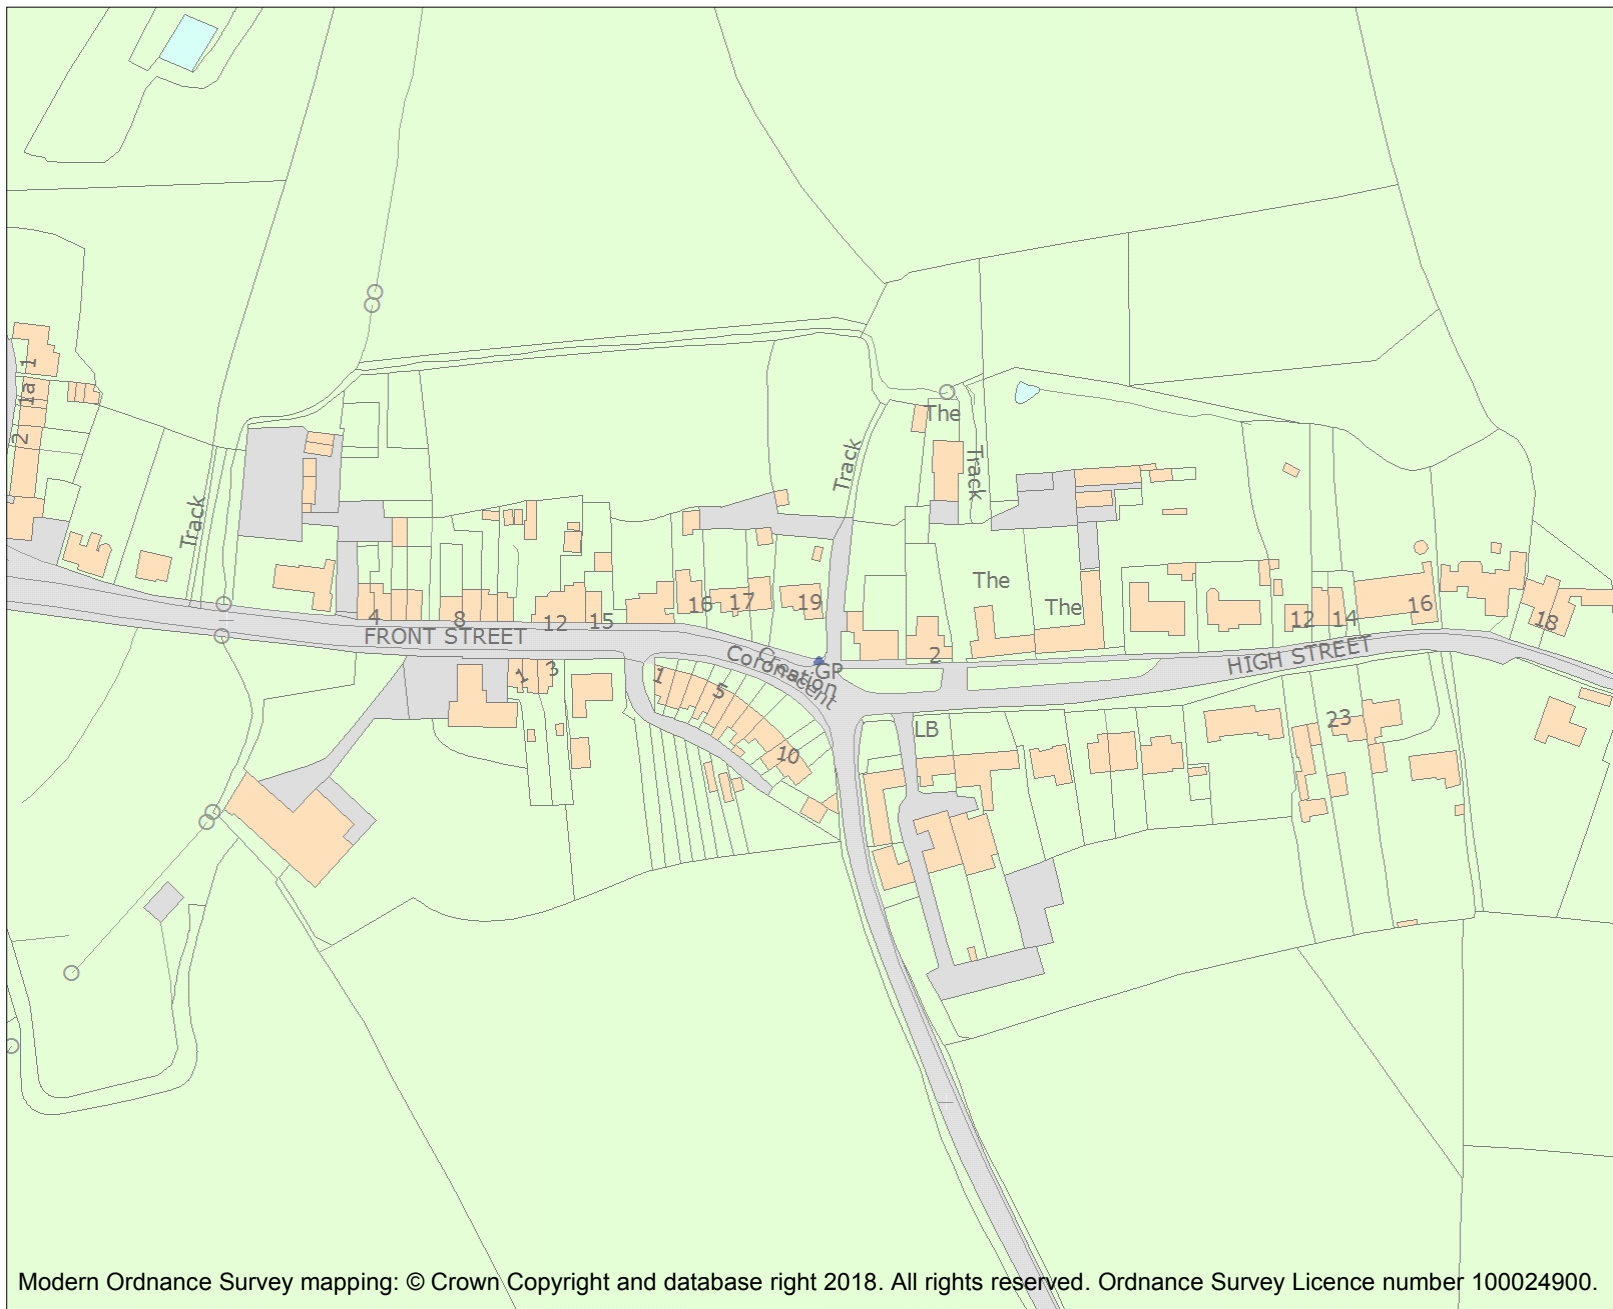 1
1a
2
The
Track
Track
Track
The
The
4
8
12
15
16
17
19
FRONT STREET
1
3
1
5
10
Coronation
Crescent
GP
2
HIGH STREET
12
14
16
18
LB
23
Modern Ordnance Survey mapping: © Crown Copyright and database right 2018. All rights reserved. Ordnance Survey Licence number 100024900.